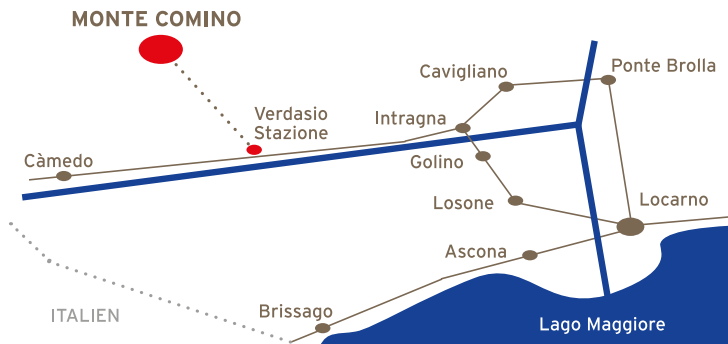 MONTE COMINO
Ponte Brolla
Cavigliano
Verdasio
Stazione
Intragna
Càmedo
Golino
Losone
Locarno
Ascona
ITALIEN
Brissago
Lago Maggiore